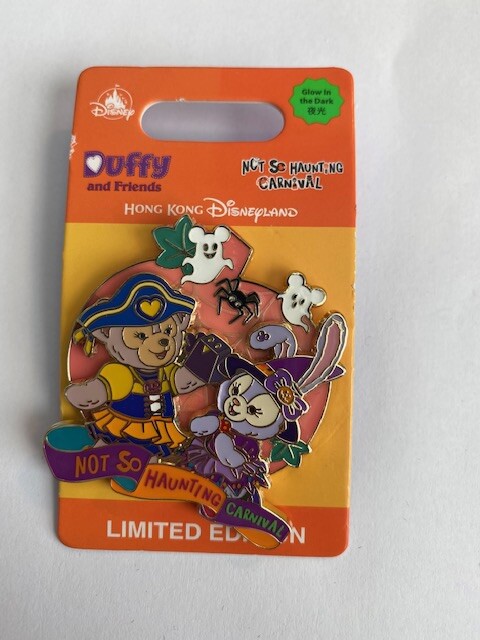 Disney
Glow in
the Dark
夜光
Duffy
and Friends
NOT SO HAUNTING
CARNIVAL
HONG KONG Disneyland
NOT SO
HAUNTING
CARNIVAL
LIMITED EDITION